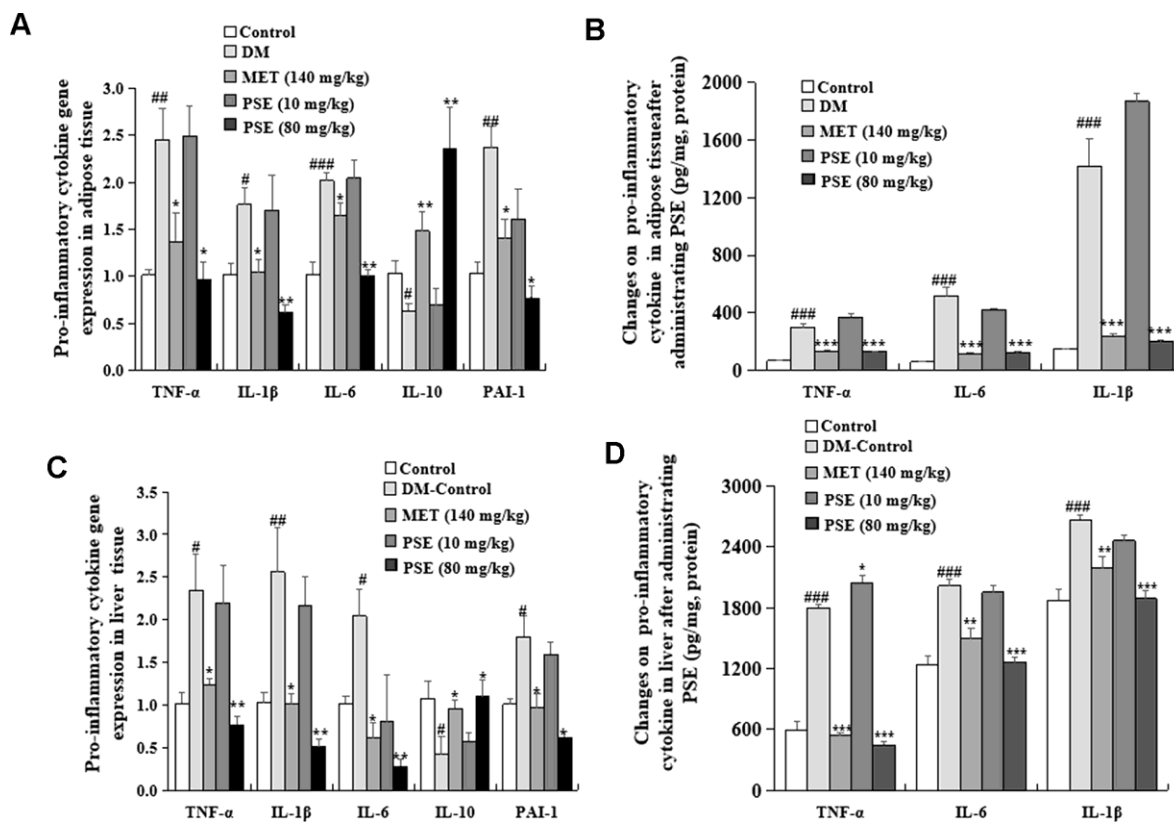 A
Control
DM
MET (140 mg/kg)
PSE (10 mg/kg)
PSE (80 mg/kg)
Pro-inflammatory cytokine gene
expression in adipose tissue
3.0
2.5
2.0
1.5
1.0
0.5
0.0
##
*
*
#
*
**
###
*
**
#
**
**
##
*
*
TNF-α IL-1β IL-6 IL-10 PAI-1
B
Control
DM
MET (140 mg/kg)
PSE (10 mg/kg)
PSE (80 mg/kg)
Changes on pro-inflammatory
cytokine in adipose tissueafter
administrating PSE (pg/mg, protein)
2000
1600
1200
800
400
0
###
***
***
###
***
***
###
***
***
TNF-α IL-6 IL-1β
C
Control
DM-Control
MET (140 mg/kg)
PSE (10 mg/kg)
PSE (80 mg/kg)
Pro-inflammatory cytokine gene
expression in liver tissue
3.5
3.0
2.5
2.0
1.5
1.0
0.5
0.0
#
*
**
##
*
**
#
*
**
#
*
*
#
*
*
TNF-α IL-1β IL-6 IL-10 PAI-1
D
Control
DM-Control
MET (140 mg/kg)
PSE (10 mg/kg)
PSE (80 mg/kg)
Changes on pro-inflammatory
cytokine in liver after administrating
PSE (pg/mg, protein)
3000
2400
1800
1200
600
0
###
***
*
***
###
**
***
###
**
***
TNF-α IL-6 IL-1β